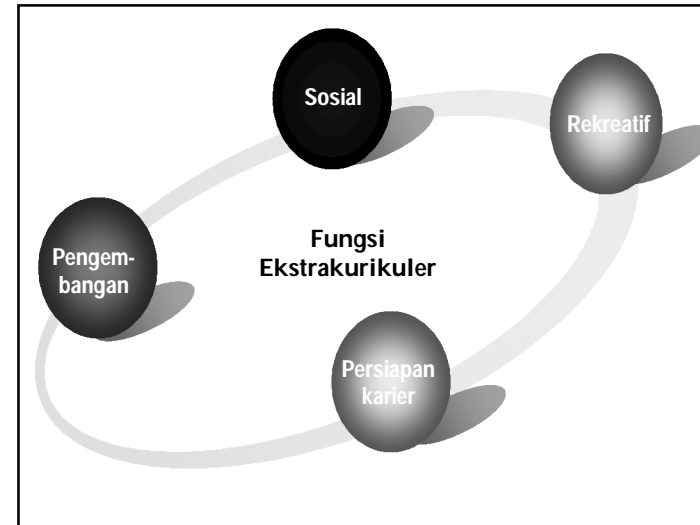 Sosial
Rekreatif
Pengem-
bangan
Fungsi
Ekstrakurikuler
Persiapan
karier